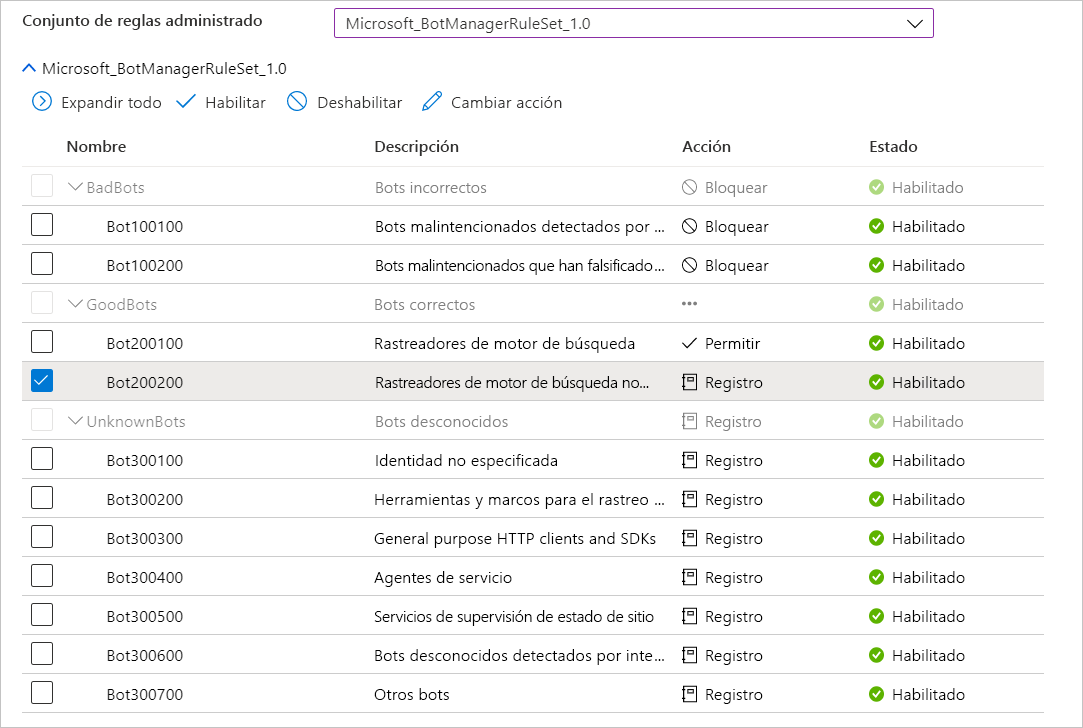 Conjunto de reglas administrado Microsoft_BotManagerRuleSet_1.0
Microsoft_BotManagerRuleSet_1.0
Expandir todo Habilitar Deshabilitar Cambiar acción
Nombre Descripción Acción Estado
BadBots Bots incorrectos Bloquear Habilitado
Bot100100 Bots malintencionados detectados por ... Bloquear Habilitado
Bot100200 Bots malintencionados que han falsificado... Bloquear Habilitado
GoodBots Bots correctos ••• Habilitado
Bot200100 Rastreadores de motor de búsqueda Permitir Habilitado
Bot200200 Rastreadores de motor de búsqueda no... Registro Habilitado
UnknownBots Bots desconocidos Registro Habilitado
Bot300100 Identidad no especificada Registro Habilitado
Bot300200 Herramientas y marcos para el rastreo ... Registro Habilitado
Bot300300 General purpose HTTP clients and SDKs Registro Habilitado
Bot300400 Agentes de servicio Registro Habilitado
Bot300500 Servicios de supervisión de estado de sitio Registro Habilitado
Bot300600 Bots desconocidos detectados por inte... Registro Habilitado
Bot300700 Otros bots Registro Habilitado